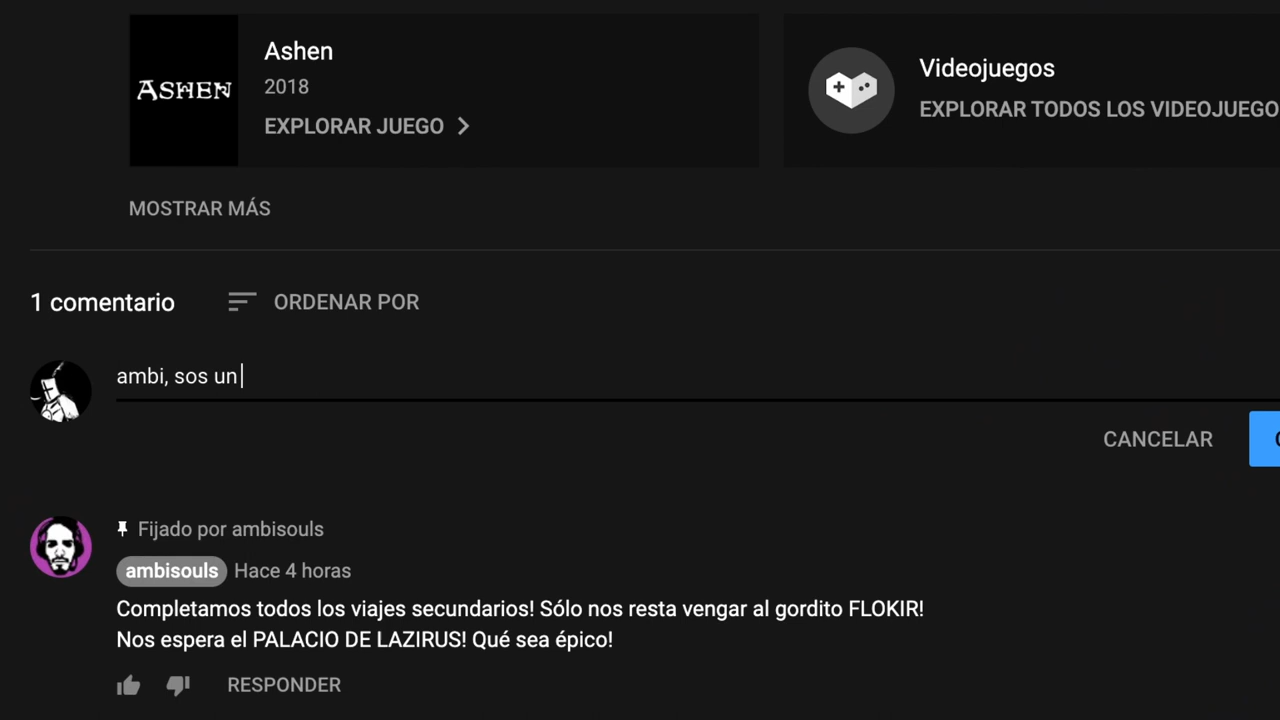 ASHEN
Ashen
2018
EXPLORAR JUEGO
Videojuegos
EXPLORAR TODOS LOS VIDEOJUEGO
MOSTRAR MÁS
1 comentario
ORDENAR POR
ambi, sos un
CANCELAR
Fijado por ambisouls
ambisouls Hace 4 horas
Completamos todos los viajes secundarios! Sólo nos resta vengar al gordito FLOKIR!
Nos espera el PALACIO DE LAZIRUS! Qué sea épico!
RESPONDER